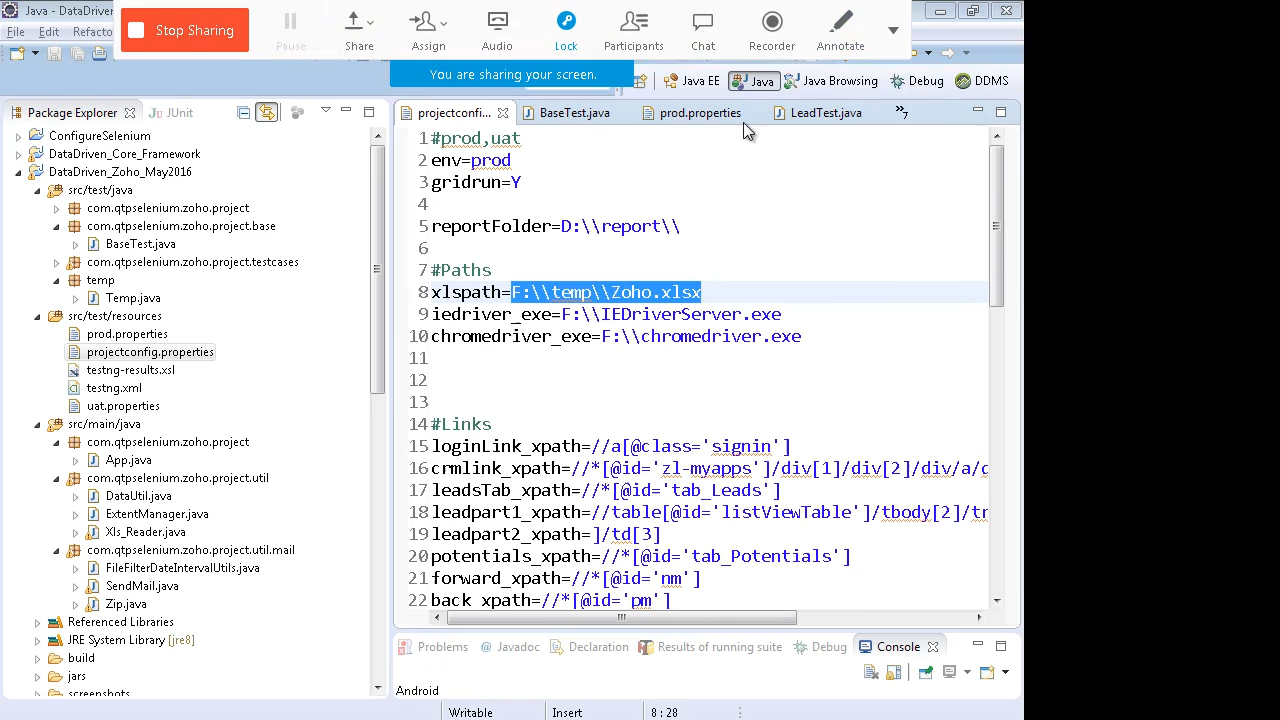 Java - DataDriven
Stop Sharing
Pause
Share
Assign
Audio
Lock
Participants
Chat
Recorder
Annotate
File Edit Refacto
You are sharing your screen.
Java EE
Java
Java Browsing
Debug
DDMS
Package Explorer
JUnit
projectconfi...
BaseTest.java
prod.properties
LeadTest.java
»7
ConfigureSelenium
DataDriven_Core_Framework
DataDriven_Zoho_May2016
src/test/java
com.qtpselenium.zoho.project
com.qtpselenium.zoho.project.base
BaseTest.java
com.qtpselenium.zoho.project.testcases
temp
Temp.java
src/test/resources
prod.properties
projectconfig.properties
testng-results.xsl
testng.xml
uat.properties
src/main/java
com.qtpselenium.zoho.project
App.java
com.qtpselenium.zoho.project.util
DataUtil.java
ExtentManager.java
Xls_Reader.java
com.qtpselenium.zoho.project.util.mail
FileFilterDateIntervalUtils.java
SendMail.java
Zip.java
Referenced Libraries
JRE System Library [jre8]
build
jars
screenshots
1 #prod,uat
2 env=prod
3 gridrun=Y
4
5 reportFolder=D:\\report\\
6
7 #Paths
8 xlspath=F:\\temp\\Zoho.xlsx
9 iedriver_exe=F:\\IEDriverServer.exe
10 chromedriver_exe=F:\\chromedriver.exe
11
12
13
14 #Links
15 loginLink_xpath=//a[@class='signin']
16 crmlink_xpath=//*[@id='zl-myapps']/div[1]/div[2]/div/a/d
17 leadsTab_xpath=//*[@id='tab_Leads']
18 leadpart1_xpath=//table[@id='listViewTable']/tbody[2]/tr
19 leadpart2_xpath=]/td[3]
20 potentials_xpath=//*[@id='tab_Potentials']
21 forward_xpath=//*[@id='nm']
22 back_xpath=//*[@id='pm']
Problems
Javadoc
Declaration
Results of running suite
Debug
Console
Android
Writable
Insert
8 : 28